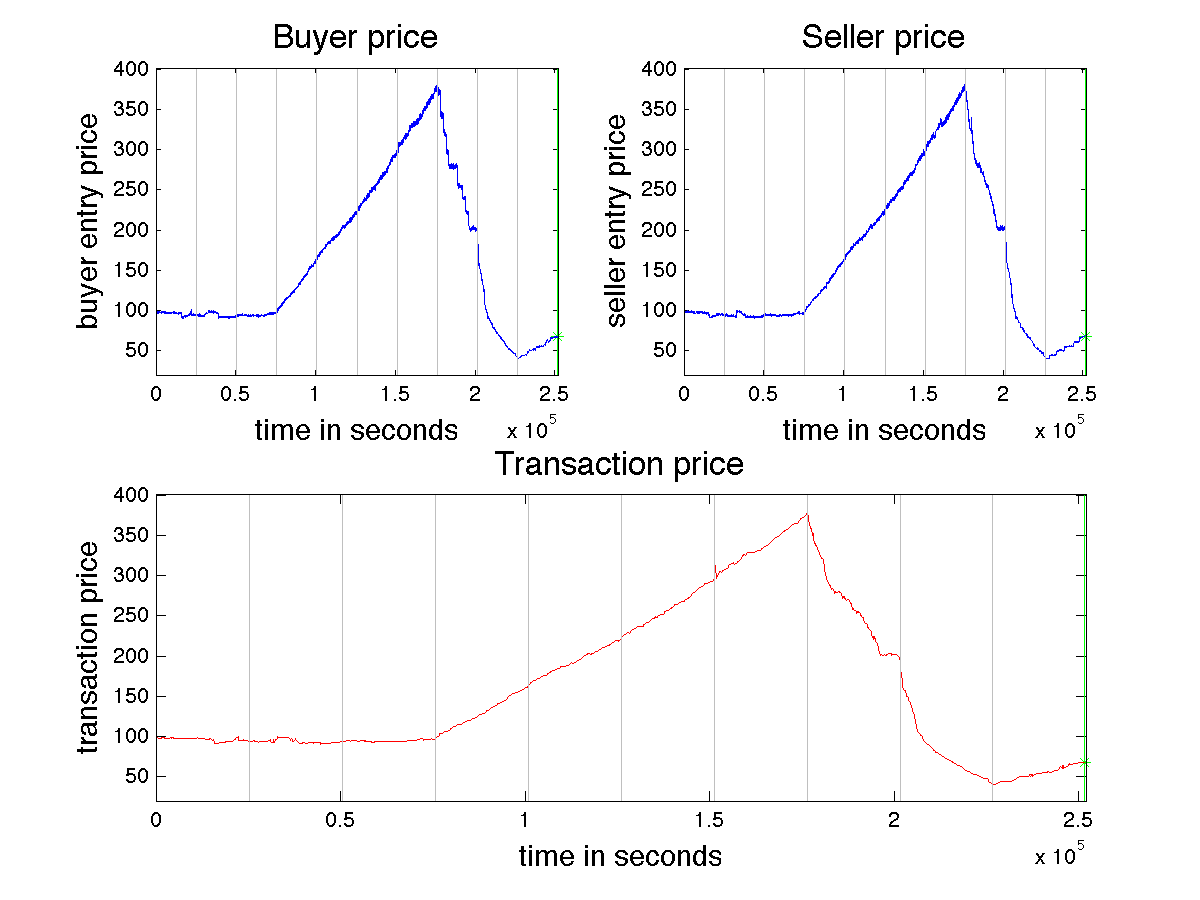 Buyer price
buyer entry price
400
350
300
250
200
150
100
50
0 0.5 1 1.5 2 2.5
x 10^5
time in seconds
Seller price
seller entry price
400
350
300
250
200
150
100
50
0 0.5 1 1.5 2 2.5
x 10^5
time in seconds
Transaction price
transaction price
400
350
300
250
200
150
100
50
0 0.5 1 1.5 2 2.5
x 10^5
time in seconds